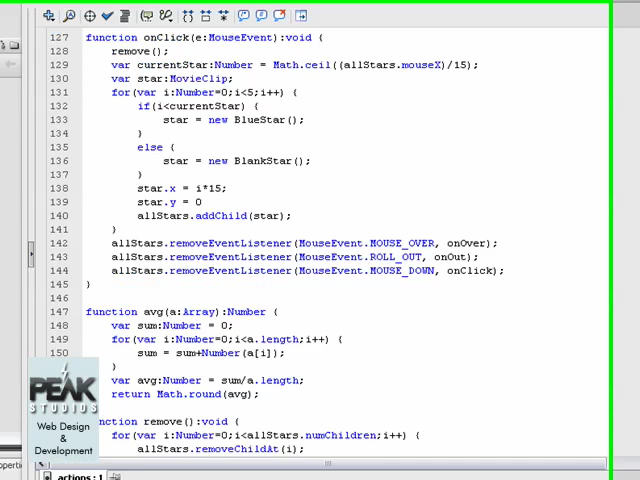 127 function onClick(e:MouseEvent):void {
128 remove();
129 var currentStar:Number = Math.ceil((allStars.mouseX)/15);
130 var star:MovieClip;
131 for(var i:Number=0;i<5;i++) {
132 if(i<currentStar) {
133 star = new BlueStar();
134 }
135 else {
136 star = new BlankStar();
137 }
138 star.x = i*15;
139 star.y = 0
140 allStars.addChild(star);
141 }
142 allStars.removeEventListener(MouseEvent.MOUSE_OVER, onOver);
143 allStars.removeEventListener(MouseEvent.ROLL_OUT, onOut);
144 allStars.removeEventListener(MouseEvent.MOUSE_DOWN, onClick);
145 }
146
147 function avg(a:Array):Number {
148 var sum:Number = 0;
149 for(var i:Number=0;i<a.length;i++) {
150 sum = sum+Number(a[i]);
}
var avg:Number = sum/a.length;
return Math.round(avg);
nction remove():void {
for(var i:Number=0;i<allStars.numChildren;i++) {
allStars.removeChildAt(i);
PEAK
STUDIOS
Web Design
&
Development
ropertie
actions : 1